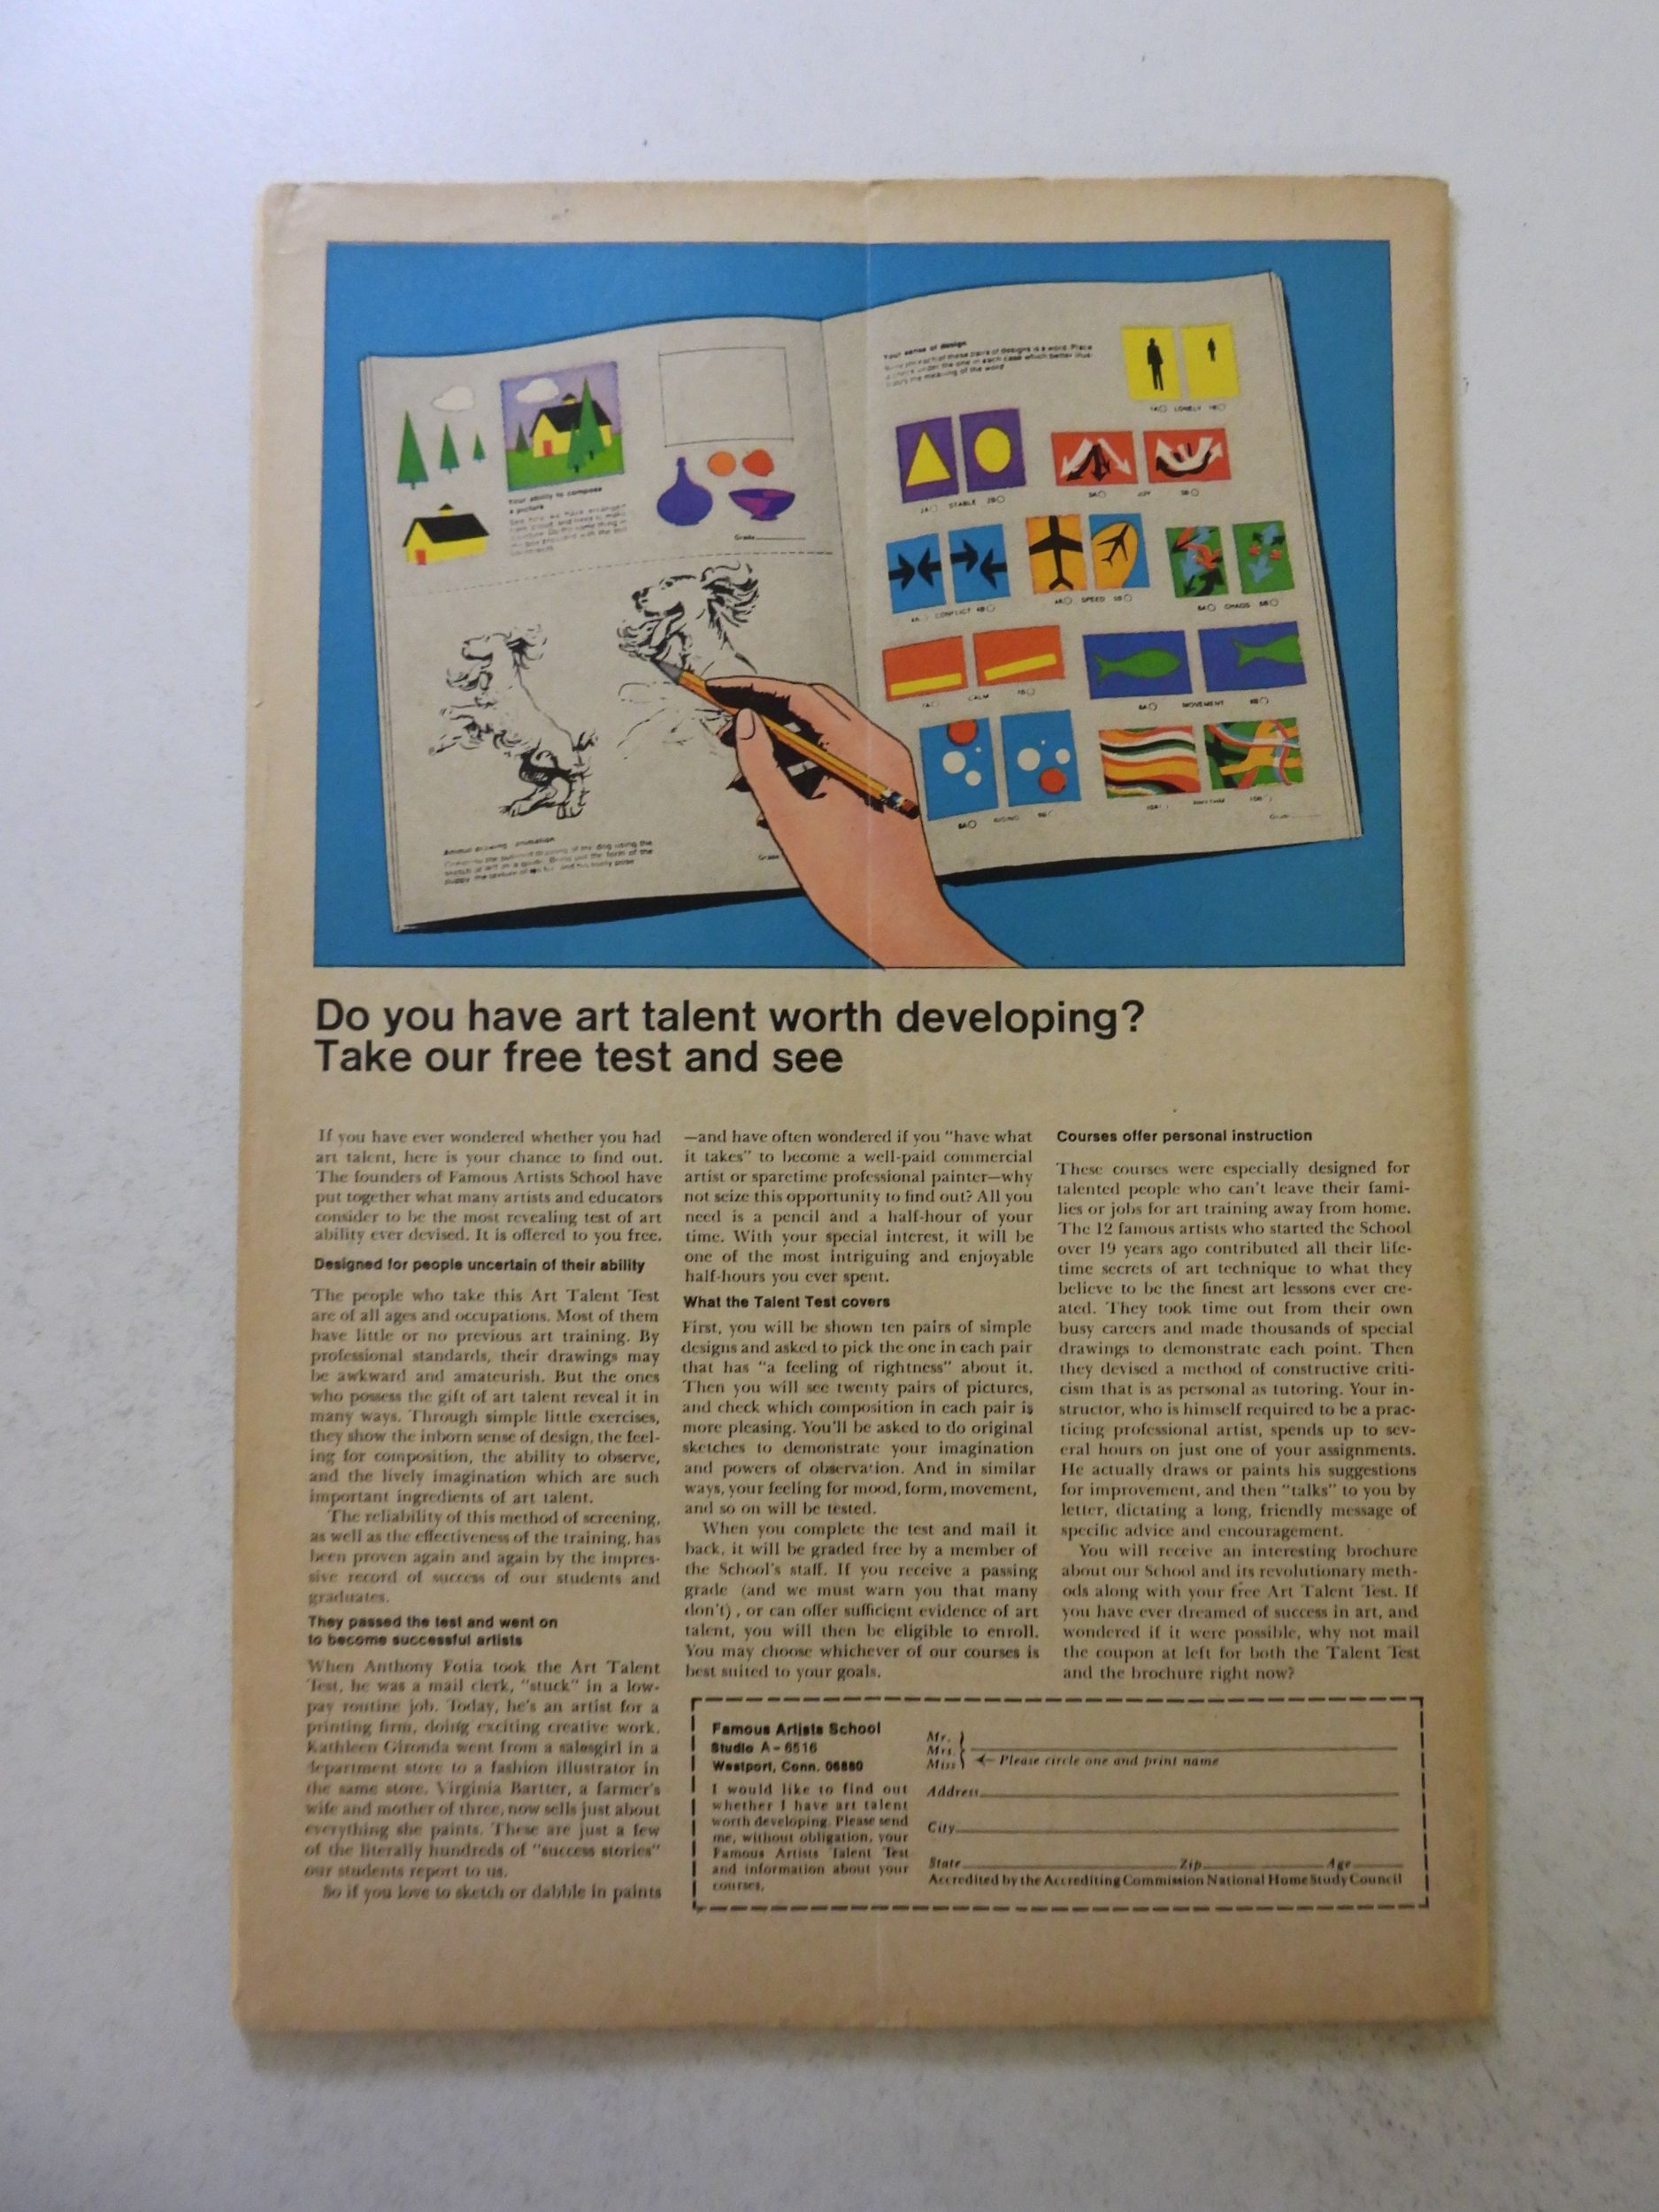 Your sense of design
1A LONELY 1B
2A STABLE 2B
3A JOY 3B
4A CONFLICT 4B
SPEED 5B
6A CHAOS 6B
CALM
8A MOVEMENT 8B
RISING
Your ability to compose
a picture
Grade
Animal drawing
Do you have art talent worth developing?
Take our free test and see
If you have ever wondered whether you had
art talent, here is your chance to find out.
The founders of Famous Artists School have
put together what many artists and educators
consider to be the most revealing test of art
ability ever devised. It is offered to you free.
Designed for people uncertain of their ability
The people who take this Art Talent Test
are of all ages and occupations. Most of them
have little or no previous art training. By
professional standards, their drawings may
be awkward and amateurish. But the ones
who possess the gift of art talent reveal it in
many ways. Through simple little exercises,
they show the inborn sense of design, the feel-
ing for composition, the ability to observe,
and the lively imagination which are such
important ingredients of art talent.
The reliability of this method of screening,
as well as the effectiveness of the training, has
been proven again and again by the impres-
sive record of success of our students and
graduates.
They passed the test and went on
to become successful artists
When Anthony Fotia took the Art Talent
Test, he was a mail clerk, "stuck" in a low-
pay routine job. Today, he's an artist for a
printing firm, doing exciting creative work.
Kathleen Gironda went from a salesgirl in a
department store to a fashion illustrator in
the same store. Virginia Bartter, a farmer's
wife and mother of three, now sells just about
everything she paints. These are just a few
of the literally hundreds of "success stories"
our students report to us.
So if you love to sketch or dabble in paints
—and have often wondered if you "have what
it takes" to become a well-paid commercial
artist or sparetime professional painter—why
not seize this opportunity to find out? All you
need is a pencil and a half-hour of your
time. With your special interest, it will be
one of the most intriguing and enjoyable
half-hours you ever spent.
What the Talent Test covers
First, you will be shown ten pairs of simple
designs and asked to pick the one in each pair
that has "a feeling of rightness" about it.
Then you will see twenty pairs of pictures,
and check which composition in each pair is
more pleasing. You'll be asked to do original
sketches to demonstrate your imagination
and powers of observation. And in similar
ways, your feeling for mood, form, movement,
and so on will be tested.
When you complete the test and mail it
back, it will be graded free by a member of
the School's staff. If you receive a passing
grade (and we must warn you that many
don't), or can offer sufficient evidence of art
talent, you will then be eligible to enroll.
You may choose whichever of our courses is
best suited to your goals.
Courses offer personal instruction
These courses were especially designed for
talented people who can't leave their fami-
lies or jobs for art training away from home.
The 12 famous artists who started the School
over 19 years ago contributed all their life-
time secrets of art technique to what they
believe to be the finest art lessons ever cre-
ated. They took time out from their own
busy careers and made thousands of special
drawings to demonstrate each point. Then
they devised a method of constructive criti-
cism that is as personal as tutoring. Your in-
structor, who is himself required to be a prac-
ticing professional artist, spends up to sev-
eral hours on just one of your assignments.
He actually draws or paints his suggestions
for improvement, and then "talks" to you by
letter, dictating a long, friendly message of
specific advice and encouragement.
You will receive an interesting brochure
about our School and its revolutionary meth-
ods along with your free Art Talent Test. If
you have ever dreamed of success in art, and
wondered if it were possible, why not mail
the coupon at left for both the Talent Test
and the brochure right now?
Famous Artists School
Studio A-6516
Westport, Conn. 06880
I would like to find out
whether I have art talent
worth developing. Please send
me, without obligation, your
Famous Artists Talent Test
and information about your
courses.
Mr.
Mrs.
Miss
Please circle one and print name
Address
City
State Zip Age
Accredited by the Accrediting Commission National Home Study Council